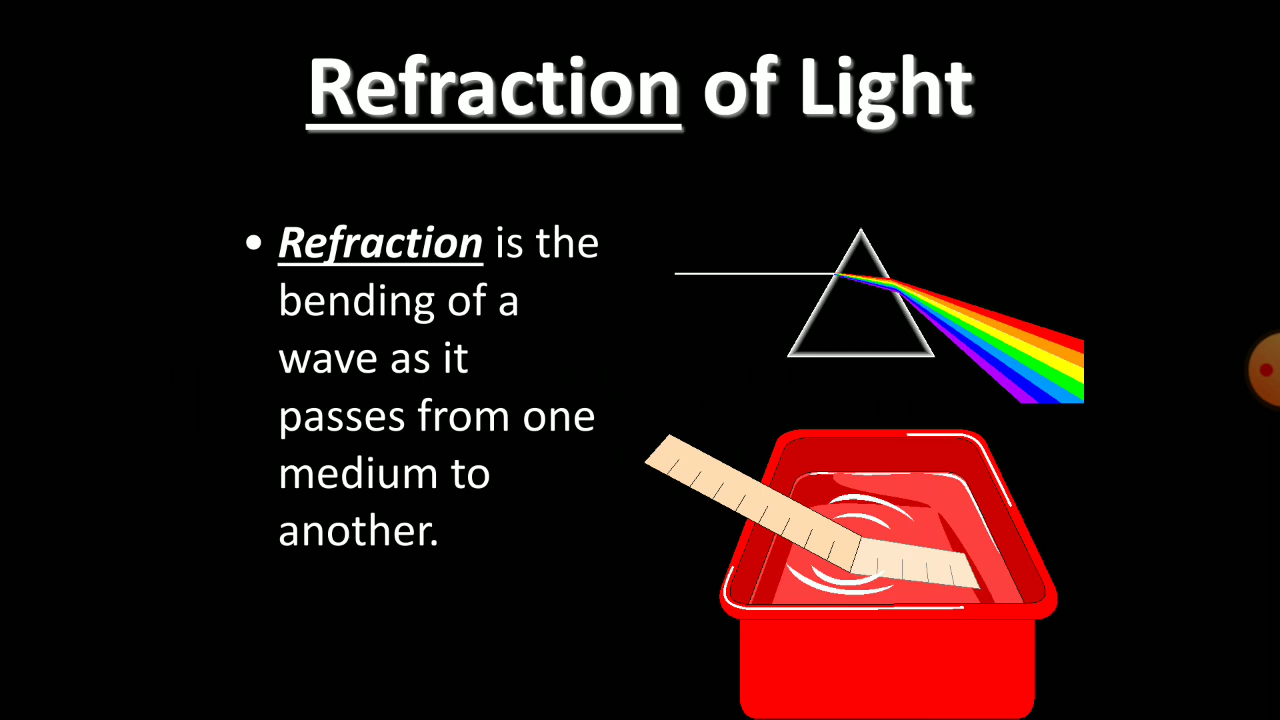 Refraction of Light
• Refraction is the
bending of a
wave as it
passes from one
medium to
another.